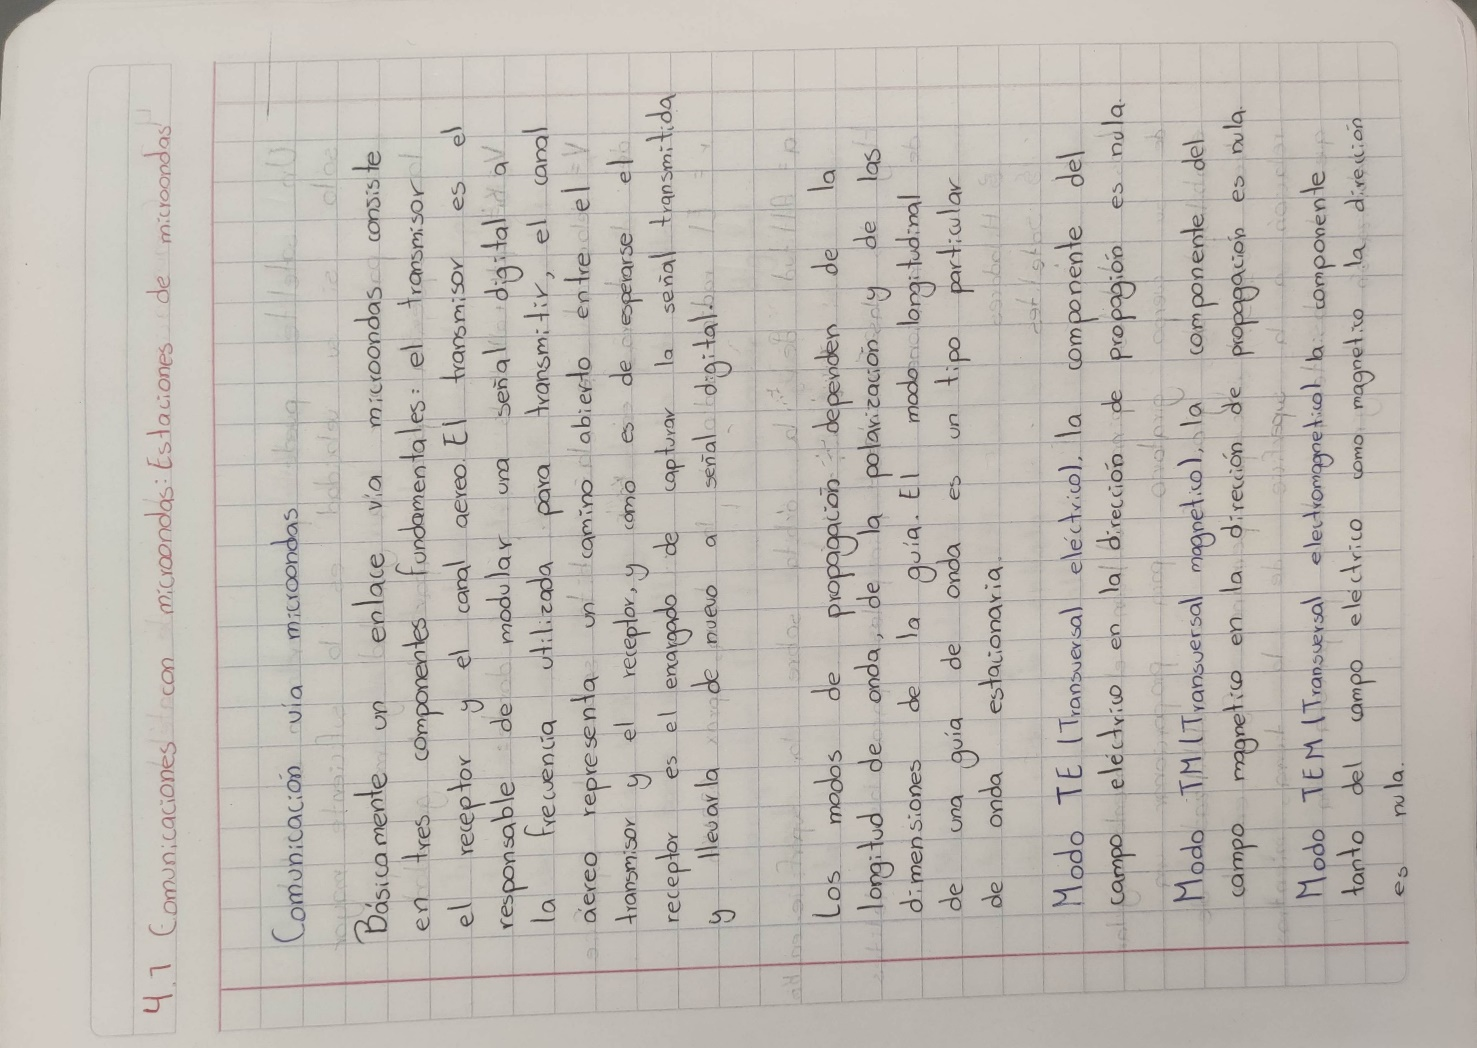 4.1 Comunicaciones con microondas: Estaciones de microondas
Comunicación vía microondas
Básicamente un enlace vía microondas consiste
en tres componentes fundamentales: el transmisor
el receptor y el canal aereo. El transmisor es el
responsable de modular una señal digital a
la frecuencia utilizada para transmitir, el canal
aéreo representa un camino abierto entre el
transmisor y el receptor, y como es de esperarse el
receptor es el encargado de capturar la señal transmitida
y llevarla de nuevo a señal digital.
Los modos de propagación dependen de la
longitud de onda, de la polarización y de las
dimensiones de la guía. El modo longitudinal
de una guía de onda es un tipo particular
de onda estacionaria.
Modo TE (Transversal eléctrico), la componente del
campo eléctrico en la dirección de propagión es nula.
Modo TM (Transversal magnetico), la componente del
campo magnetico en la dirección de propagación es nula.
Modo TEM (Transversal electromagnetico) la componente
tanto del campo electrico como magnetico la dirección
es nula.